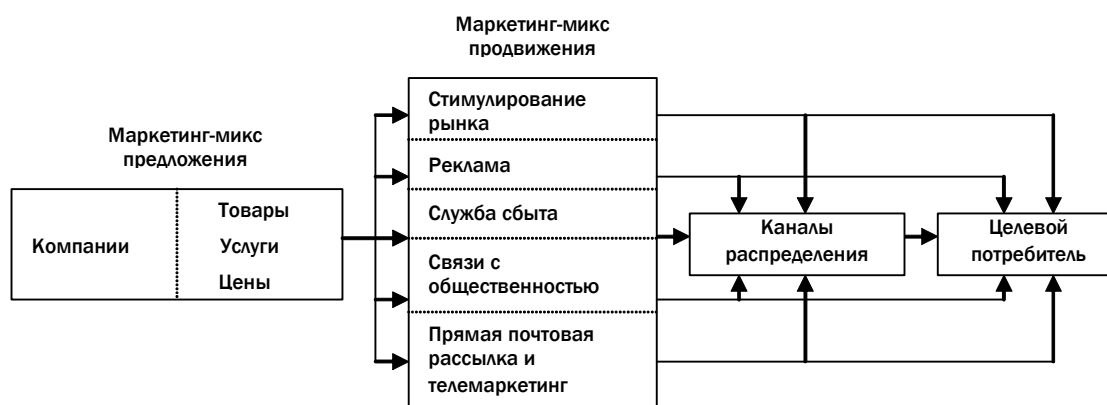 Маркетинг-микс
продвижения
Маркетинг-микс
предложения
Компании
Товары
Услуги
Цены
Стимулирование
рынка
Реклама
Служба сбыта
Связи с
общественностью
Прямая почтовая
рассылка и
телемаркетинг
Каналы
распределения
Целевой
потребитель